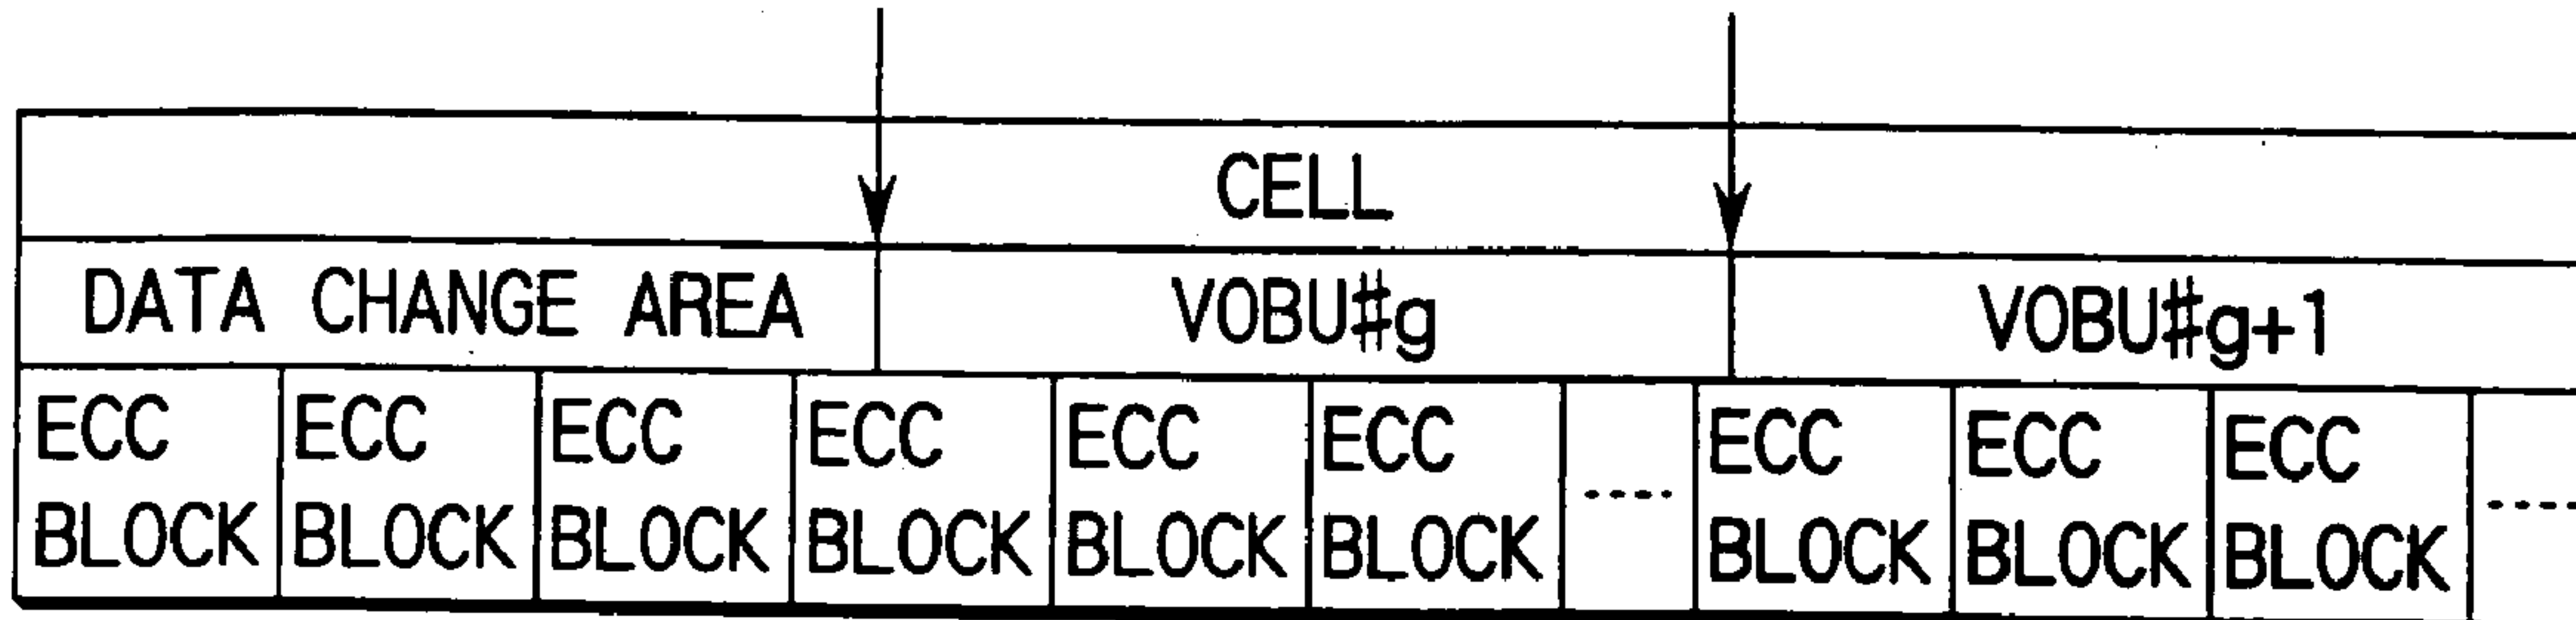 CELL
DATA CHANGE AREA VOBU#g VOBU#g+1
ECC ECC ECC ECC ECC ECC ECC ECC ECC
BLOCK BLOCK BLOCK BLOCK BLOCK BLOCK ---- BLOCK BLOCK BLOCK -----